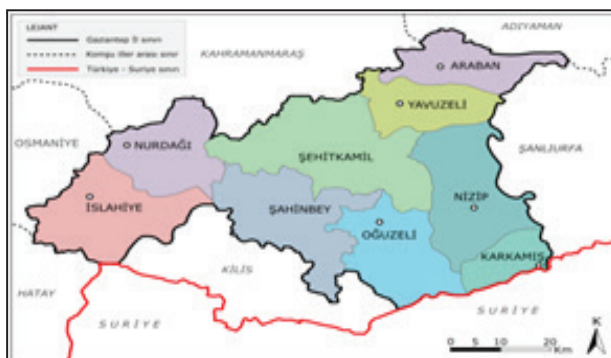 LEJANT
Gaziantep İl sınırı
Komşu iller arası sınır
Türkiye - Suriye sınırı
ADIYAMAN
KAHRAMANMARAŞ
ARABAN
YAVUZELİ
OSMANİYE
NURDAĞI
ŞEHİTKAMİL
ŞANLIURFA
İSLAHİYE
ŞAHİNBEY
NİZİP
OĞUZELİ
KARKAMIŞ
KİLİS
HATAY
SURİYE
SURİYE
K
0 10 20
Km